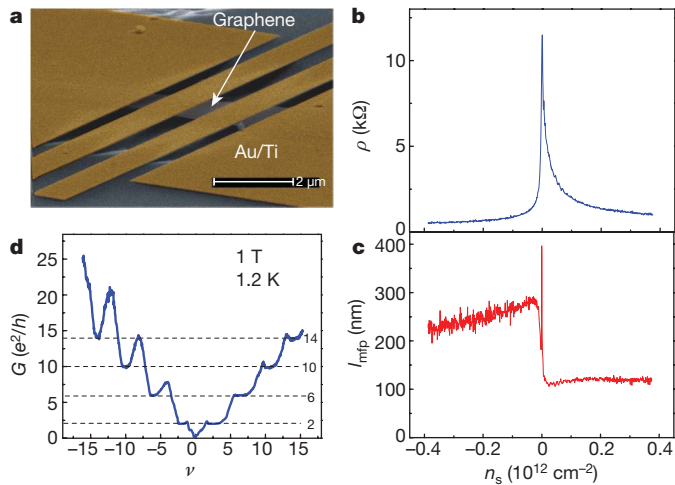 a
Graphene
Au/Ti
2 μm
b
10
5
0
ρ (kΩ)
c
400
300
200
100
0
l_mfp (nm)
−0.4
−0.2
0
0.2
0.4
n_s (10^12 cm^−2)
d
1 T
1.2 K
25
20
15
10
5
0
G (e^2/h)
14
10
6
2
−15
−10
−5
0
5
10
15
ν